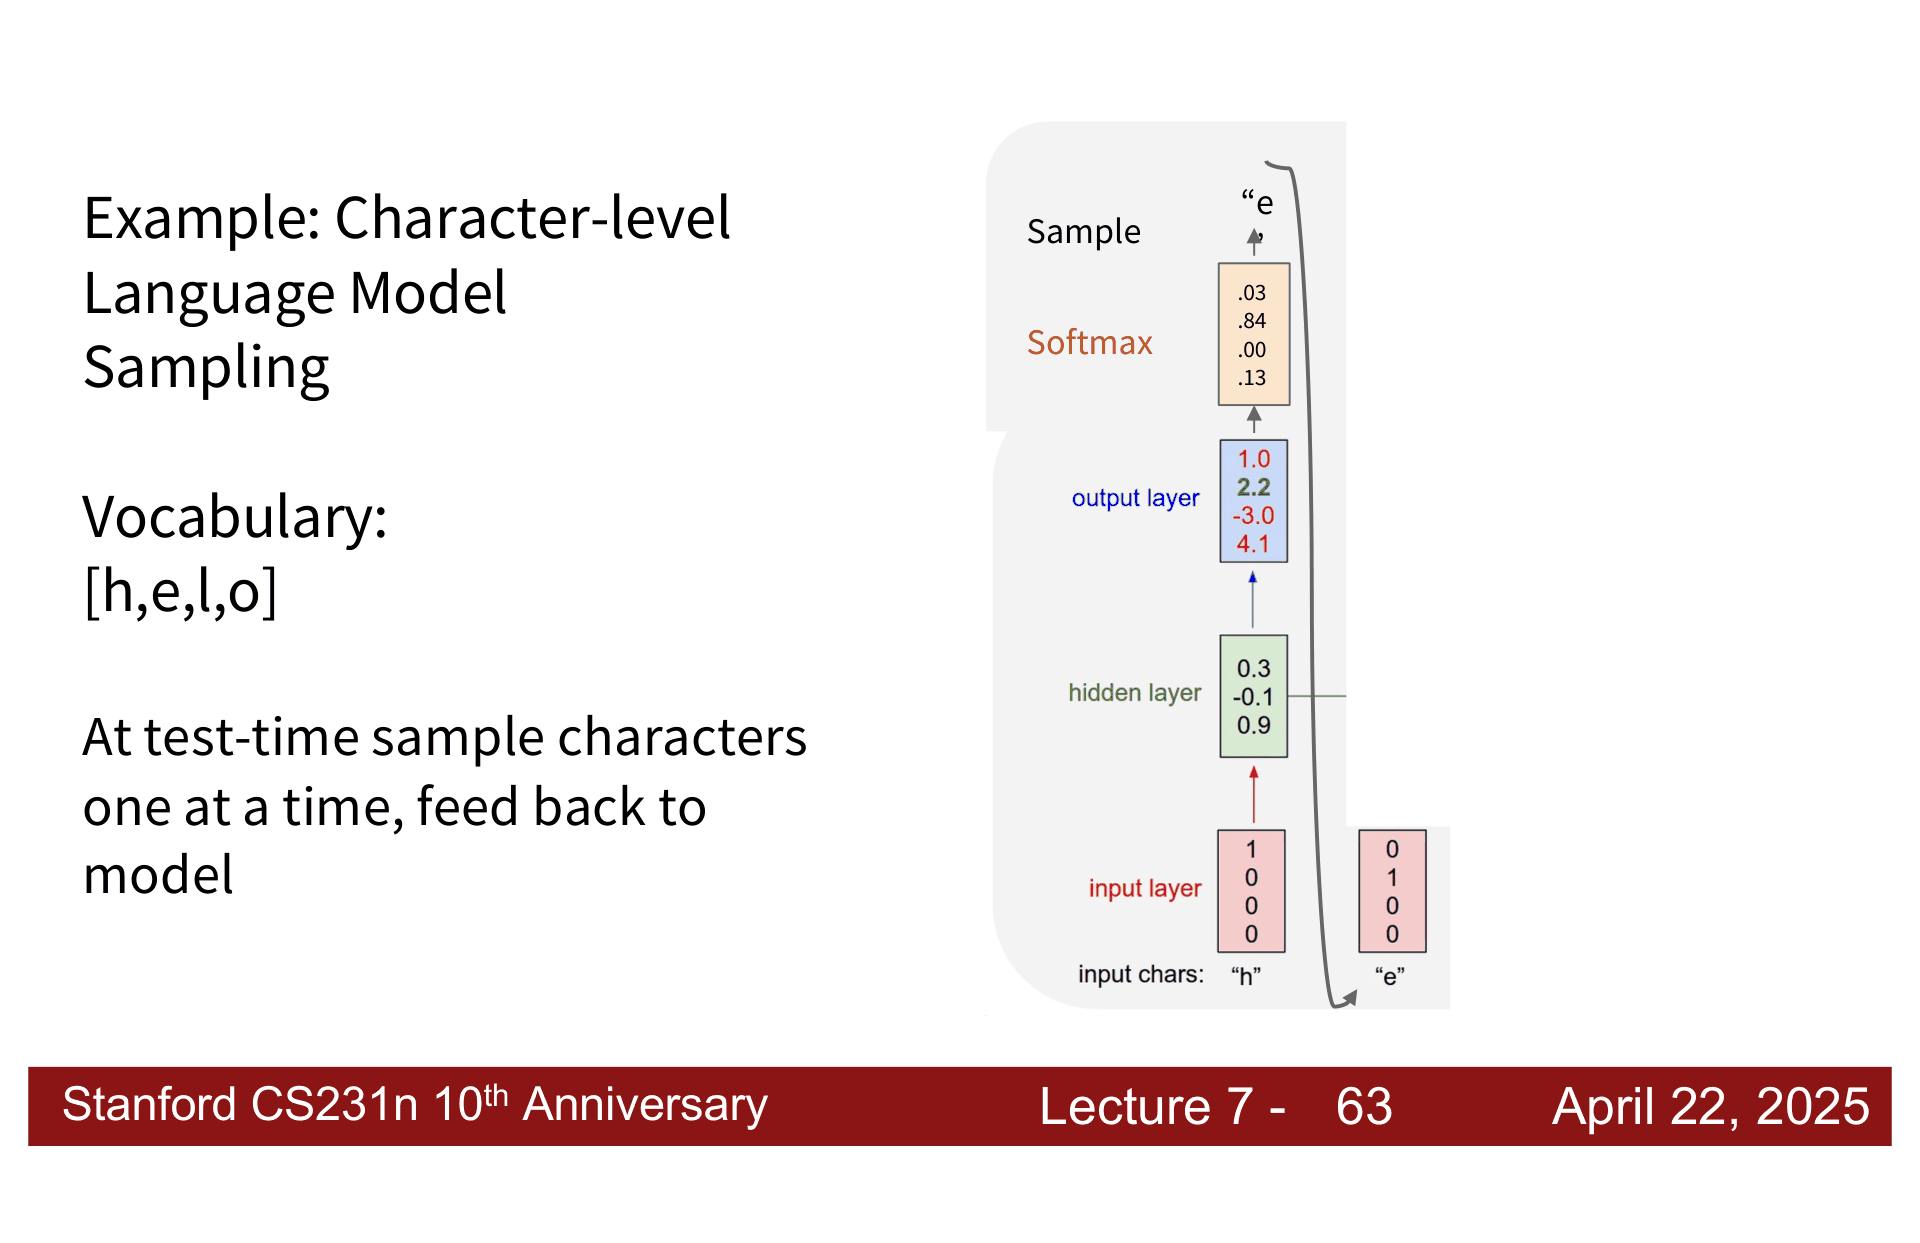 Example: Character-level
Language Model
Sampling
Vocabulary:
[h,e,l,o]
At test-time sample characters
one at a time, feed back to
model
“e
”
Sample
.03
.84
.00
.13
Softmax
1.0
2.2
-3.0
4.1
output layer
0.3
-0.1
0.9
hidden layer
1
0
0
0
input layer
0
1
0
0
input chars: “h” “e”
Stanford CS231n 10th Anniversary Lecture 7 - 63 April 22, 2025